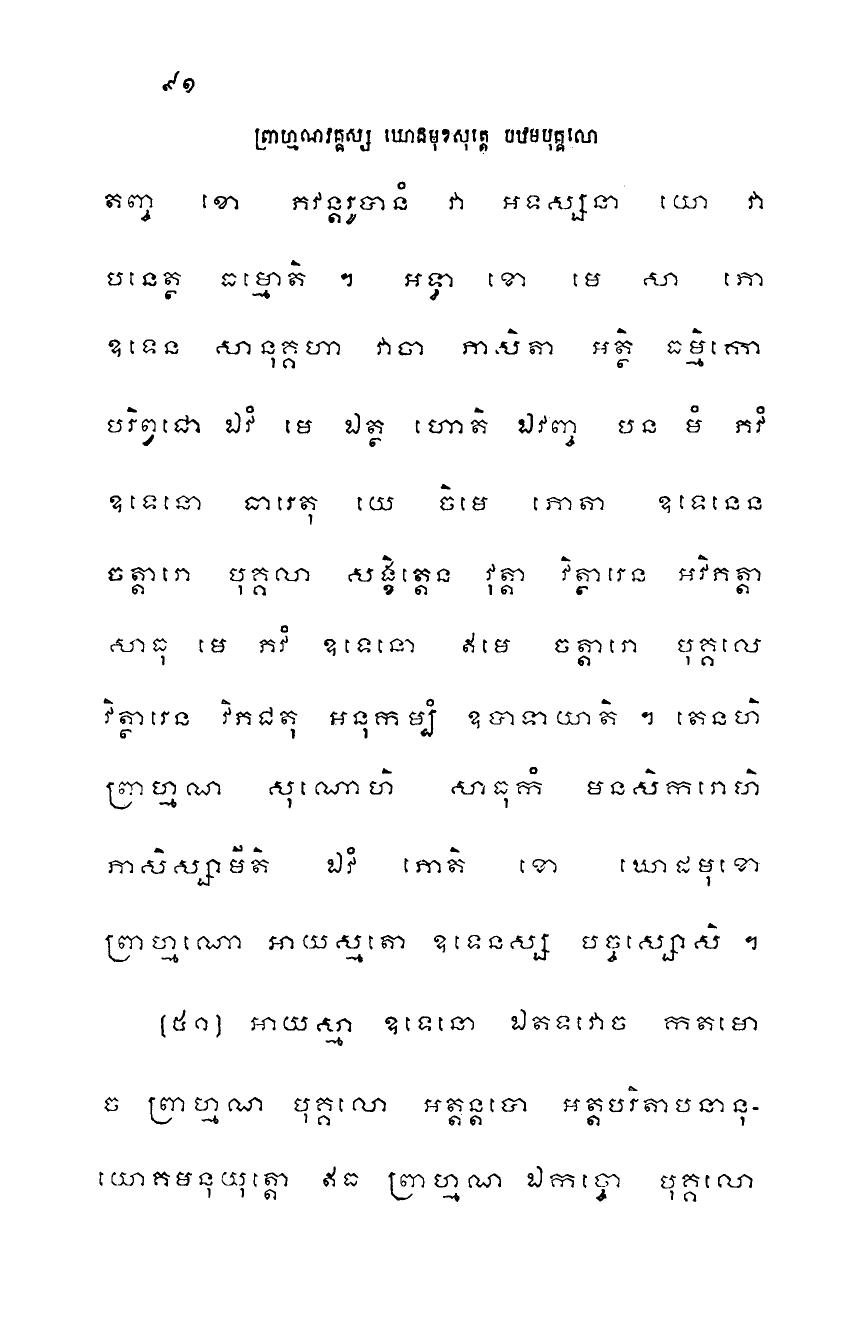 ៩១
ព្រាហ្មណវគ្គស្ស ឃោដមុខសុត្តេ បឋមបុគ្គលោ
តញ្ច ខោ ភវន្តរូបានំ វា អទស្សនា យោ វា
បនេត្ថ ធម្មោតិ ។ អទ្ធា ខោ មេ សា ភោ
ឧទេន សានុគ្គហា វាចា ភាសិតា អត្ថិ ធម្មិកោ
បរិព្វជោ ឯវំ មេ ឯត្ថ ហោតិ ឯវញ្ច បន មំ ភវំ
ឧទេនោ ធារេតុ យេ ចិមេ ភោតា ឧទេនេន
ចត្តារោ បុគ្គលា សង្ខិត្តេន វុត្តា វិត្ថារេន អវិភត្តា
សាធុ មេ ភវំ ឧទេនោ ឥមេ ចត្តារោ បុគ្គលេ
វិត្ថារេន វិភជតុ អនុកម្បំ ឧបាទាយាតិ ។ តេនហិ
ព្រាហ្មណ សុណោហិ សាធុកំ មនសិករោហិ
ភាសិស្សាមីតិ ឯវំ ភោតិ ខោ ឃោដមុខោ
ព្រាហ្មណោ អាយស្មតោ ឧទេនស្ស បច្ចស្សោសិ ។
(៥១) អាយស្មា ឧទេនោ ឯតទវោច កតមោ
ច ព្រាហ្មណ បុគ្គលោ អត្តន្តបោ អត្តបរិតាបនានុ-
យោគមនុយុត្តោ ឥធ ព្រាហ្មណ ឯកច្ចោ បុគ្គលោ